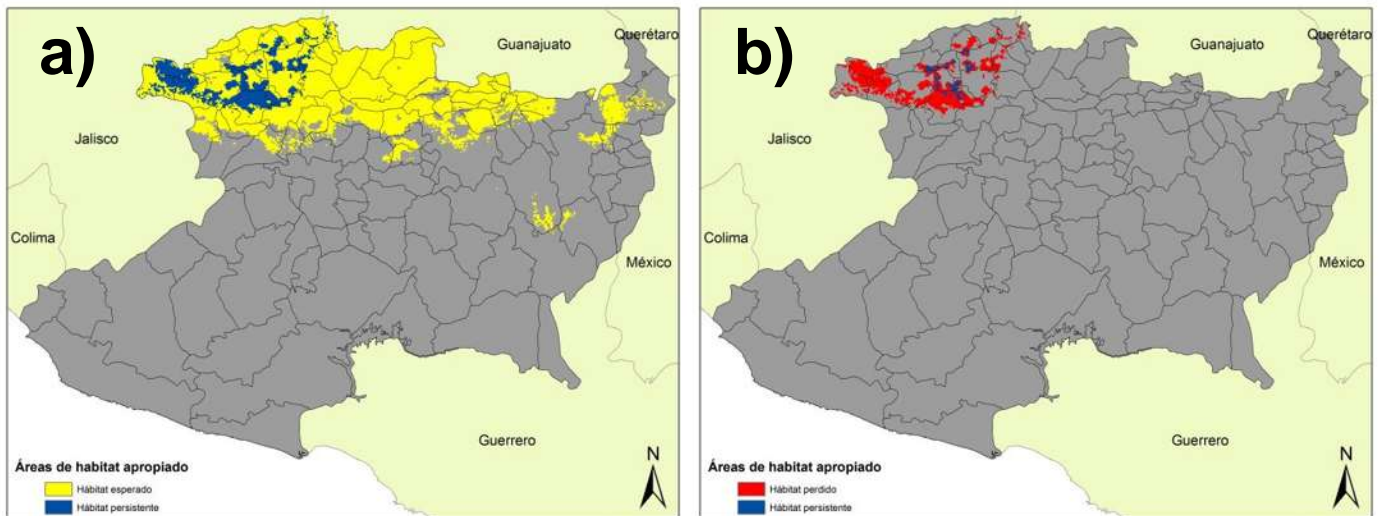 a)
Guanajuato
Querétaro
Jalisco
Colima
México
Guerrero
N
Áreas de habitat apropiado
Hábitat esperado
Hábitat persistente
b)
Guanajuato
Querétaro
Jalisco
Colima
México
Guerrero
N
Áreas de habitat apropiado
Hábitat perdido
Hábitat persistente